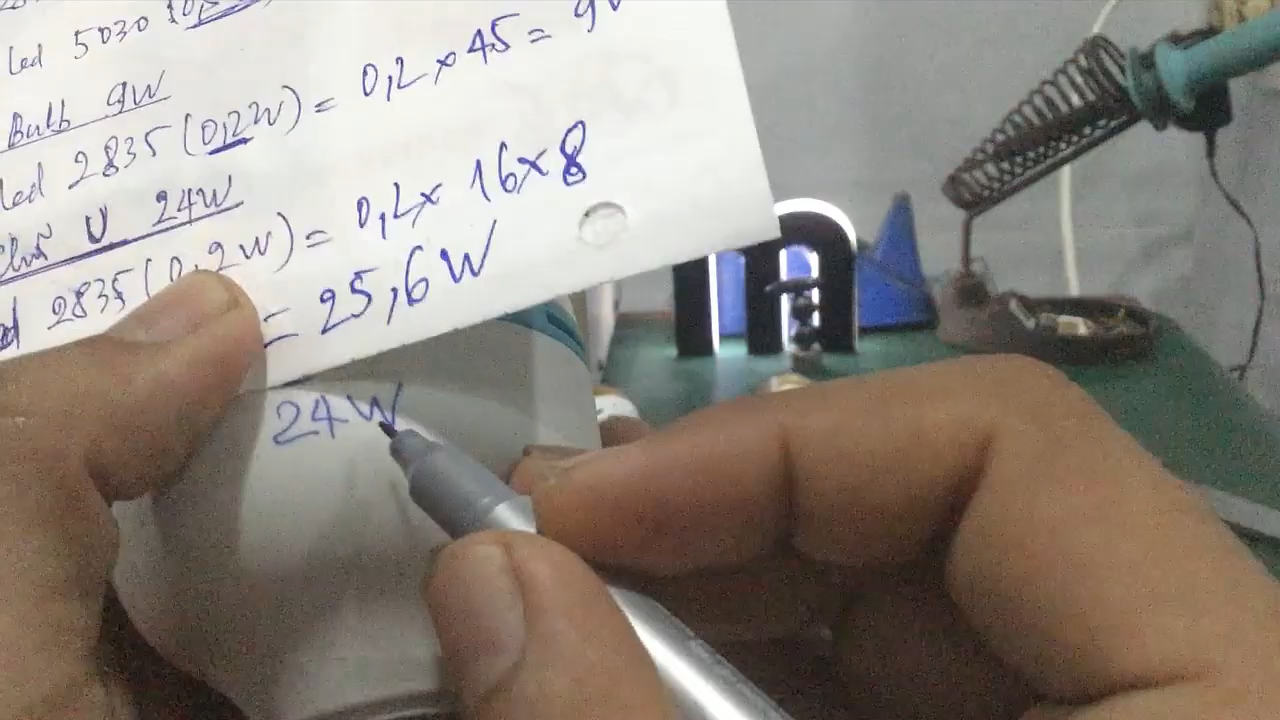 Led 5030
Bulb 9W
Led 2835 (0,2W) = 0,2 × 45 = 9
Chữ U 24W
2835 (0,2W) = 0,2 × 16 × 8
= 25,6W
24W
m